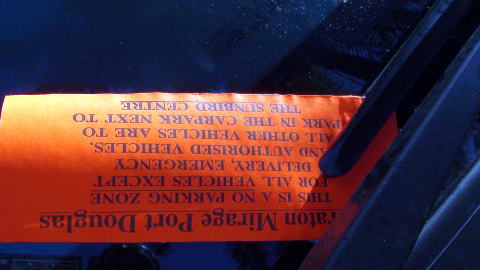 raton Mirage Port Douglas
THIS IS A NO PARKING ZONE
FOR ALL VEHICLES EXCEPT
DELIVERY, EMERGENCY
AND AUTHORISED VEHICLES.
ALL OTHER VEHICLES ARE TO
PARK IN THE CARPARK NEXT TO
THE SUNBIRD CENTRE